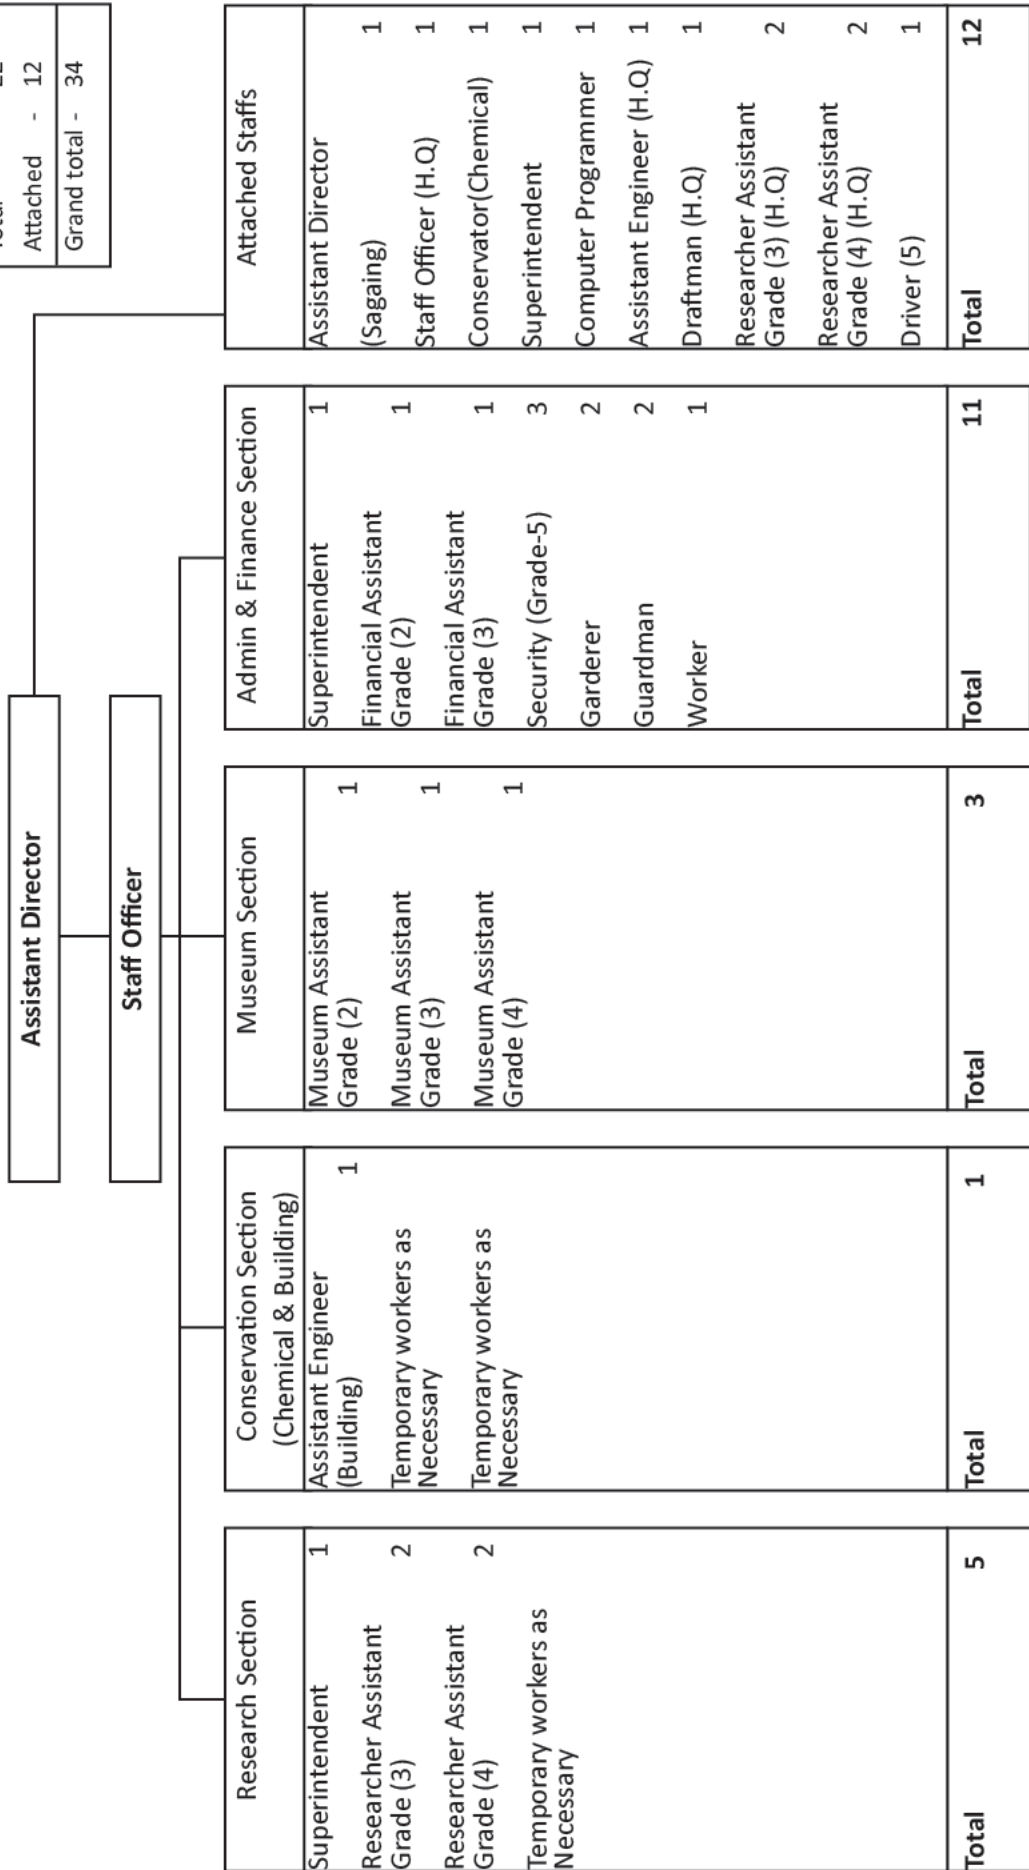 Attached - 12
Grand total - 34
Assistant Director
Staff Officer
Research Section
Superintendent 1
Researcher Assistant
Grade (3) 2
Researcher Assistant
Grade (4) 2
Temporary workers as
Necessary
Total 5
Conservation Section
(Chemical & Building)
Assistant Engineer
(Building) 1
Temporary workers as
Necessary
Temporary workers as
Necessary
Total 1
Museum Section
Museum Assistant
Grade (2) 1
Museum Assistant
Grade (3) 1
Museum Assistant
Grade (4) 1
Total 3
Admin & Finance Section
Superintendent 1
Financial Assistant
Grade (2) 1
Financial Assistant
Grade (3) 1
Security (Grade-5) 3
Garderer 2
Guardman 2
Worker 1
Total 11
Attached Staffs
Assistant Director
(Sagaing) 1
Staff Officer (H.Q) 1
Conservator(Chemical) 1
Superintendent 1
Computer Programmer 1
Assistant Engineer (H.Q) 1
Draftman (H.Q) 1
Researcher Assistant
Grade (3) (H.Q) 2
Researcher Assistant
Grade (4) (H.Q) 2
Driver (5) 1
Total 12